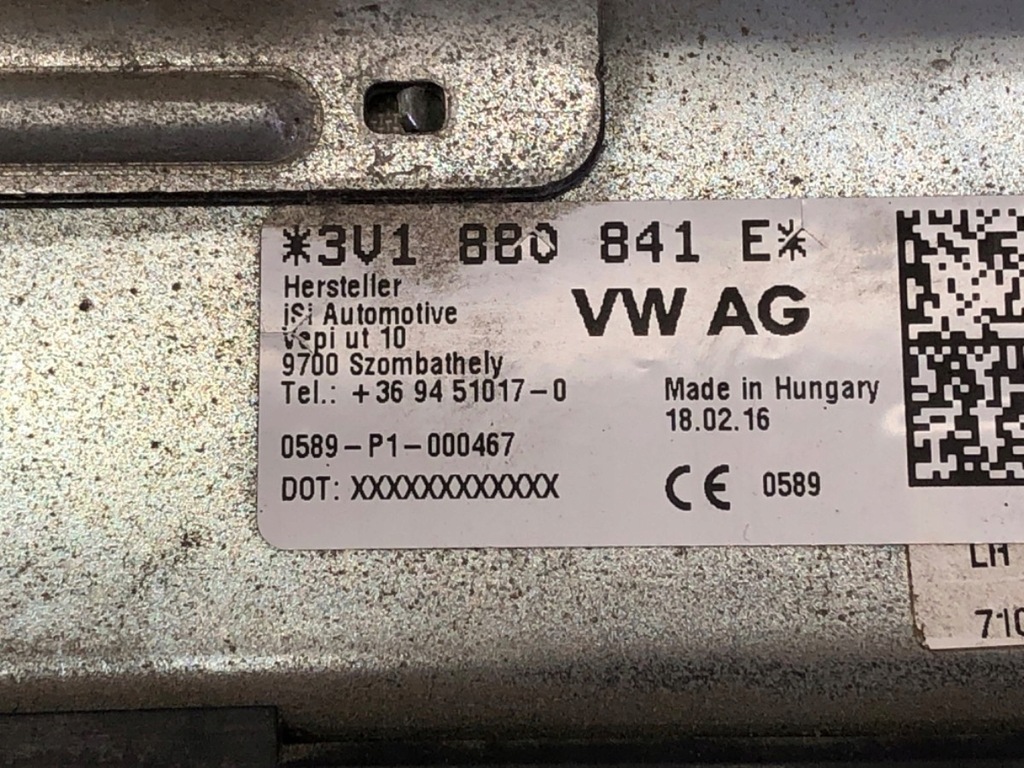 *3V1 880 841 E*
Hersteller
iSi Automotive
VW AG
Vepi ut 10
9700 Szombathely
Tel.: +36 94 51017-0
Made in Hungary
18.02.16
0589-P1-000467
DOT: XXXXXXXXXXXX
CE 0589
LH
710